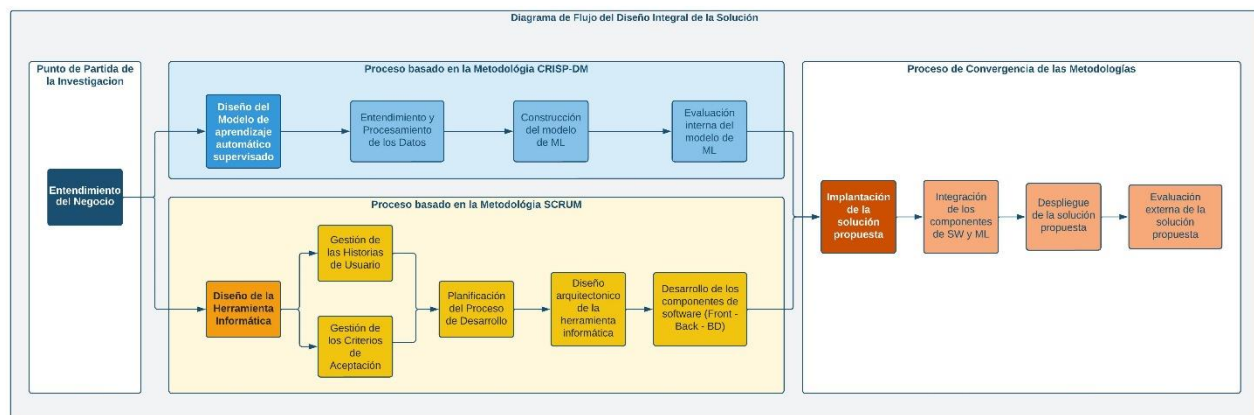 Diagrama de Flujo del Diseño Integral de la Solución
Punto de Partida de
la Investigacion
Entendimiento
del Negocio
Proceso basado en la Metodológia CRISP-DM
Diseño del
Modelo de
aprendizaje
automático
supervisado
Entendimiento y
Procesamiento
de los Datos
Construcción
del modelo
de ML
Evaluación
interna del
modelo de
ML
Proceso basado en la Metodológia SCRUM
Diseño de la
Herramienta
Informática
Gestión de
las Historias
de Usuario
Gestión de
los Criterios
de
Aceptación
Planificación
del Proceso
de Desarrollo
Diseño
arquitectonico
de la
herramienta
informática
Desarrollo de los
componentes de
software (Front -
Back - BD)
Proceso de Convergencia de las Metodologías
Implantación
de la
solución
propuesta
Integración
de los
componentes
de SW y ML
Despliegue
de la solución
propuesta
Evaluación
externa de la
solución
propuesta